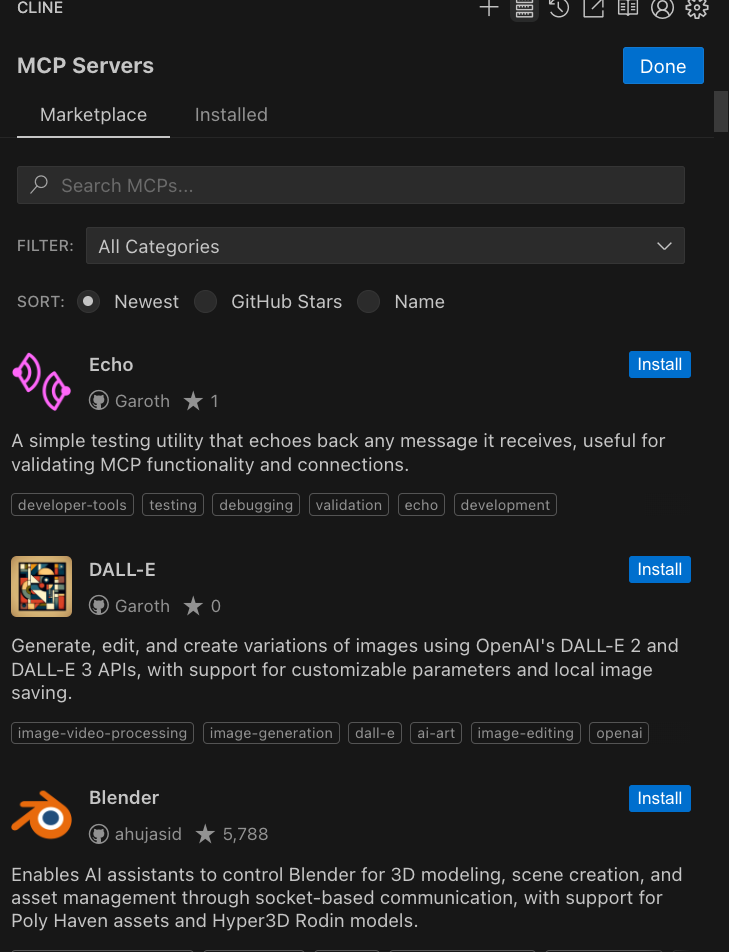 CLINE
MCP Servers
Done
Marketplace
Installed
Search MCPs...
FILTER:
All Categories
SORT:
Newest
GitHub Stars
Name
Echo
Install
Garoth
1
A simple testing utility that echoes back any message it receives, useful for
validating MCP functionality and connections.
developer-tools
testing
debugging
validation
echo
development
DALL-E
Install
Garoth
0
Generate, edit, and create variations of images using OpenAI's DALL-E 2 and
DALL-E 3 APIs, with support for customizable parameters and local image
saving.
image-video-processing
image-generation
dall-e
ai-art
image-editing
openai
Blender
Install
ahujasid
5,788
Enables AI assistants to control Blender for 3D modeling, scene creation, and
asset management through socket-based communication, with support for
Poly Haven assets and Hyper3D Rodin models.